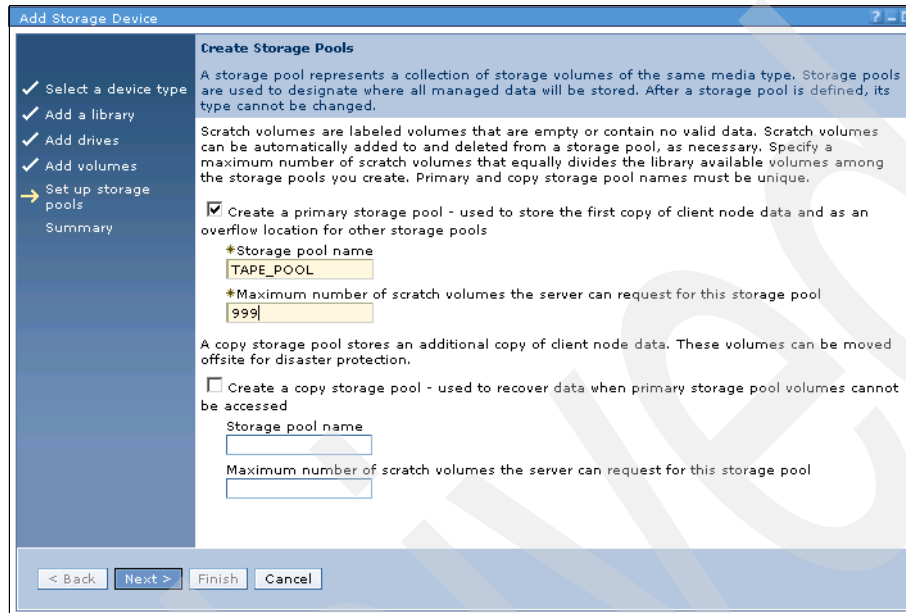 Add Storage Device
? –
Create Storage Pools
A storage pool represents a collection of storage volumes of the same media type. Storage pools
are used to designate where all managed data will be stored. After a storage pool is defined, its
type cannot be changed.
Select a device type
Add a library
Add drives
Add volumes
Set up storage
pools
Summary
Scratch volumes are labeled volumes that are empty or contain no valid data. Scratch volumes
can be automatically added to and deleted from a storage pool, as necessary. Specify a
maximum number of scratch volumes that equally divides the library available volumes among
the storage pools you create. Primary and copy storage pool names must be unique.
Create a primary storage pool - used to store the first copy of client node data and as an
overflow location for other storage pools
*Storage pool name
TAPE_POOL
*Maximum number of scratch volumes the server can request for this storage pool
999
A copy storage pool stores an additional copy of client node data. These volumes can be moved
offsite for disaster protection.
Create a copy storage pool - used to recover data when primary storage pool volumes cannot
be accessed
Storage pool name
Maximum number of scratch volumes the server can request for this storage pool
< Back Next > Finish Cancel